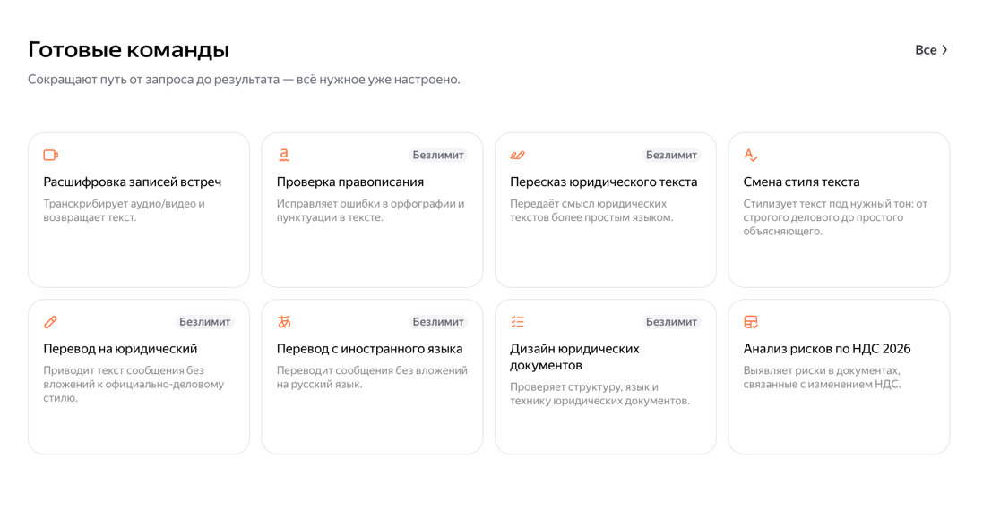 Готовые команды
Все
Сокращают путь от запроса до результата — всё нужное уже настроено.
Расшифровка записей встреч
Транскрибирует аудио/видео и
возвращает текст.
Безлимит
Проверка правописания
Исправляет ошибки в орфографии и
пунктуации в тексте.
Безлимит
Пересказ юридического текста
Передаёт смысл юридических
текстов более простым языком.
Смена стиля текста
Стилизует текст под нужный тон: от
строгого делового до простого
объясняющего.
Безлимит
Перевод на юридический
Приводит текст сообщения без
вложений к официально-деловому
стилю.
Безлимит
Перевод с иностранного языка
Переводит сообщения без вложений
на русский язык.
Безлимит
Дизайн юридических
документов
Проверяет структуру, язык и
технику юридических документов.
Анализ рисков по НДС 2026
Выявляет риски в документах,
связанные с изменением НДС.